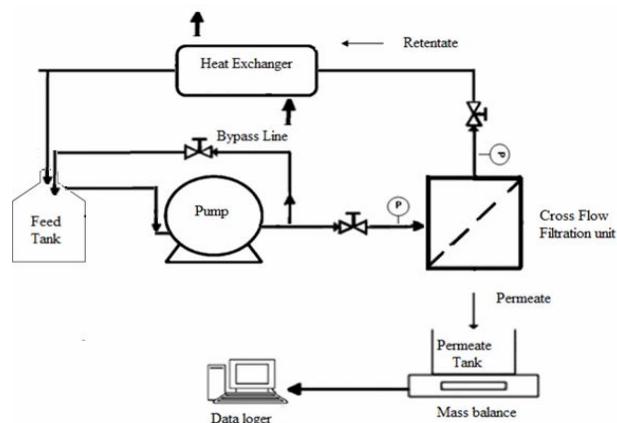 Retentate
Heat Exchanger
Bypass Line
P
Feed
Tank
Pump
P
Cross Flow
Filtration unit
Permeate
Permeate
Tank
Mass balance
Data loger